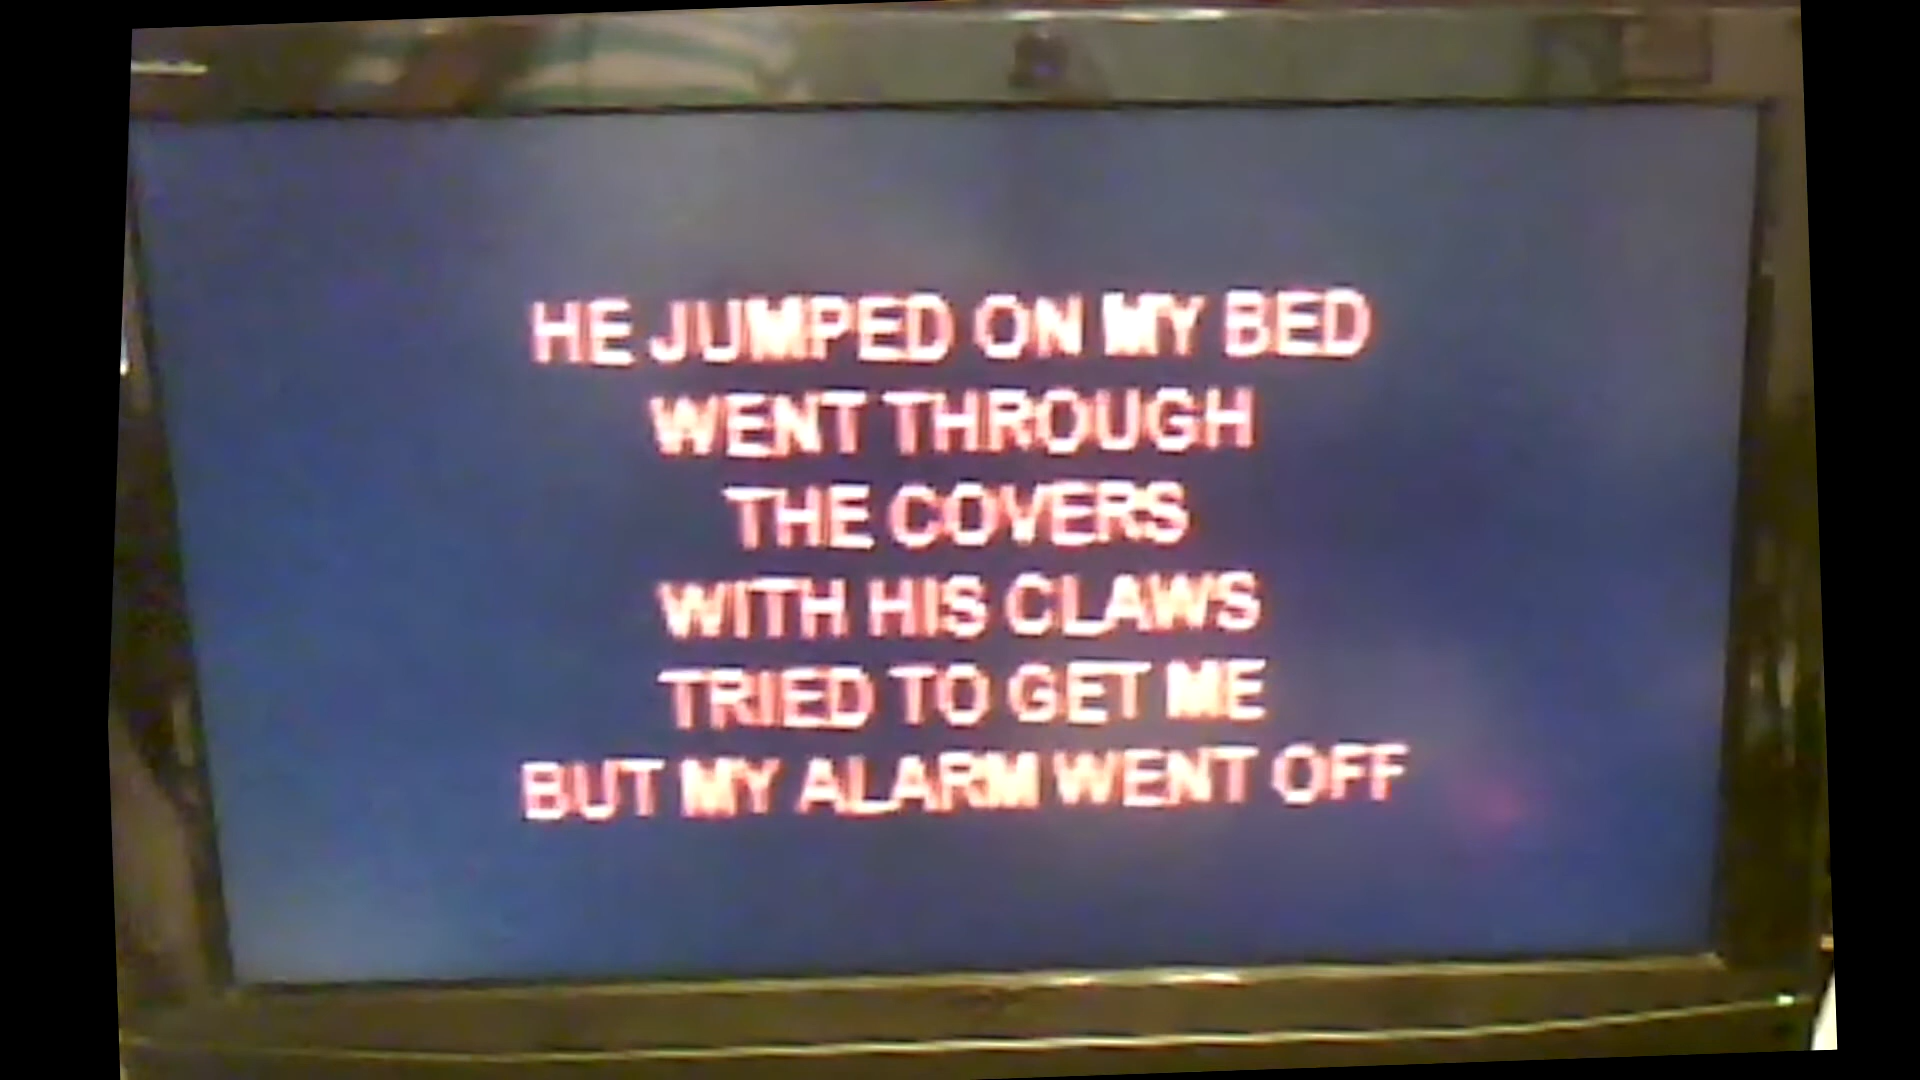 HE JUMPED ON MY BED
WENT THROUGH
THE COVERS
WITH HIS CLAWS
TRIED TO GET ME
BUT MY ALARM WENT OFF